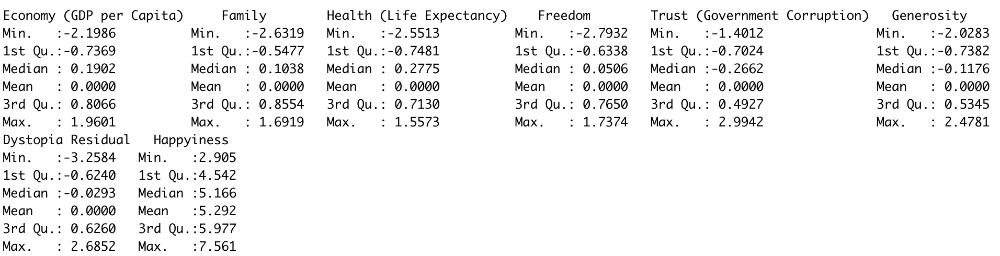 Economy (GDP per Capita)     Family        Health (Life Expectancy)    Freedom        Trust (Government Corruption)   Generosity
Min.   :-2.1986          Min.   :-2.6319   Min.   :-2.5513          Min.   :-2.7932   Min.   :-1.4012               Min.   :-2.0283
1st Qu.:-0.7369          1st Qu.:-0.5477   1st Qu.:-0.7481          1st Qu.:-0.6338   1st Qu.:-0.7024               1st Qu.:-0.7382
Median : 0.1902          Median : 0.1038   Median : 0.2775          Median : 0.0506   Median :-0.2662               Median :-0.1176
Mean   : 0.0000          Mean   : 0.0000   Mean   : 0.0000          Mean   : 0.0000   Mean   : 0.0000               Mean   : 0.0000
3rd Qu.: 0.8066          3rd Qu.: 0.8554   3rd Qu.: 0.7130          3rd Qu.: 0.7650   3rd Qu.: 0.4927               3rd Qu.: 0.5345
Max.   : 1.9601          Max.   : 1.6919   Max.   : 1.5573          Max.   : 1.7374   Max.   : 2.9942               Max.   : 2.4781
Dystopia Residual   Happyiness
Min.   :-3.2584   Min.   :2.905
1st Qu.:-0.6240   1st Qu.:4.542
Median :-0.0293   Median :5.166
Mean   : 0.0000   Mean   :5.292
3rd Qu.: 0.6260   3rd Qu.:5.977
Max.   : 2.6852   Max.   :7.561